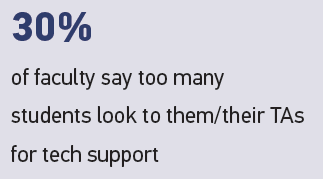 30%
of faculty say too many
students look to them/their TAs
for tech support